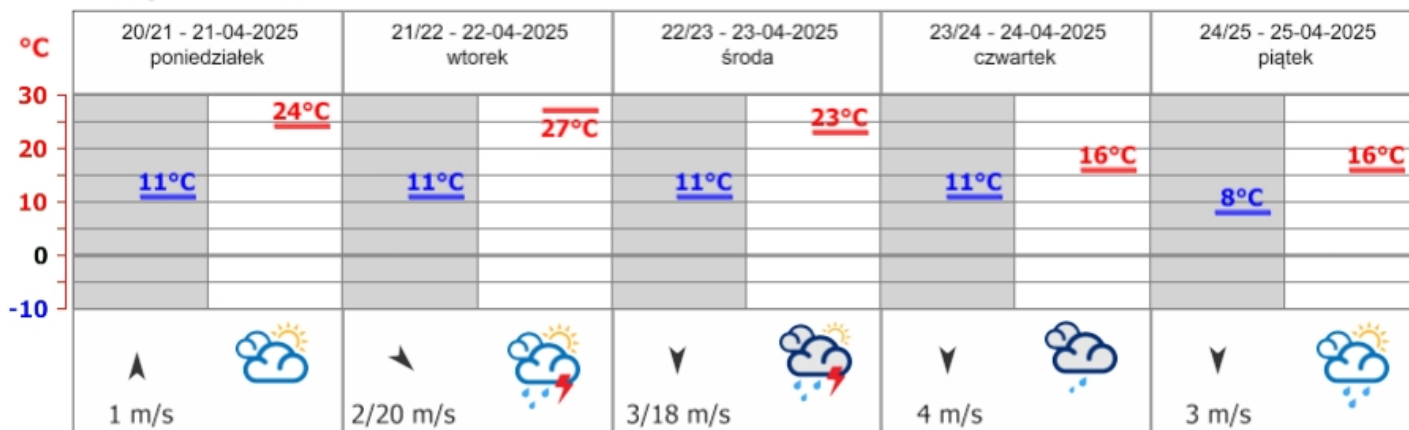 20/21 - 21-04-2025
poniedziałek
21/22 - 22-04-2025
wtorek
22/23 - 23-04-2025
środa
23/24 - 24-04-2025
czwartek
24/25 - 25-04-2025
piątek
°C
30
20
10
0
-10
11°C
24°C
11°C
27°C
11°C
23°C
11°C
16°C
8°C
16°C
1 m/s
2/20 m/s
3/18 m/s
4 m/s
3 m/s